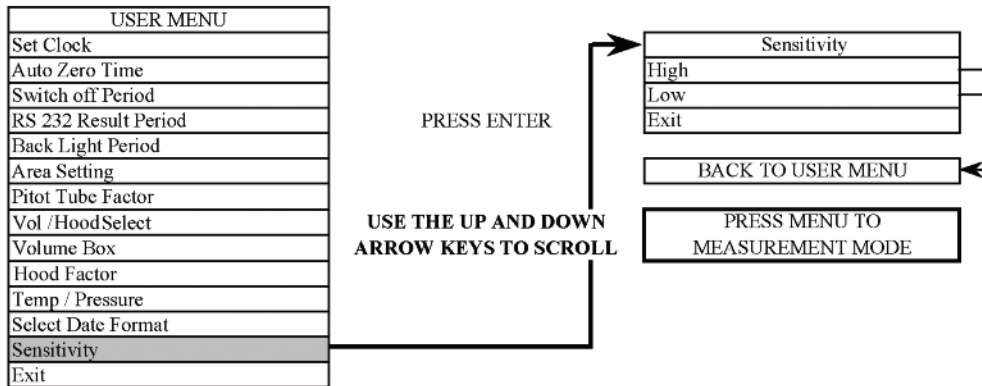 USER MENU
Set Clock
Auto Zero Time
Switch off Period
RS 232 Result Period
Back Light Period
Area Setting
Pitot Tube Factor
Vol /HoodSelect
Volume Box
Hood Factor
Temp / Pressure
Select Date Format
Sensitivity
Exit
PRESS ENTER
USE THE UP AND DOWN
ARROW KEYS TO SCROLL
Sensitivity
High
Low
Exit
BACK TO USER MENU
PRESS MENU TO
MEASUREMENT MODE